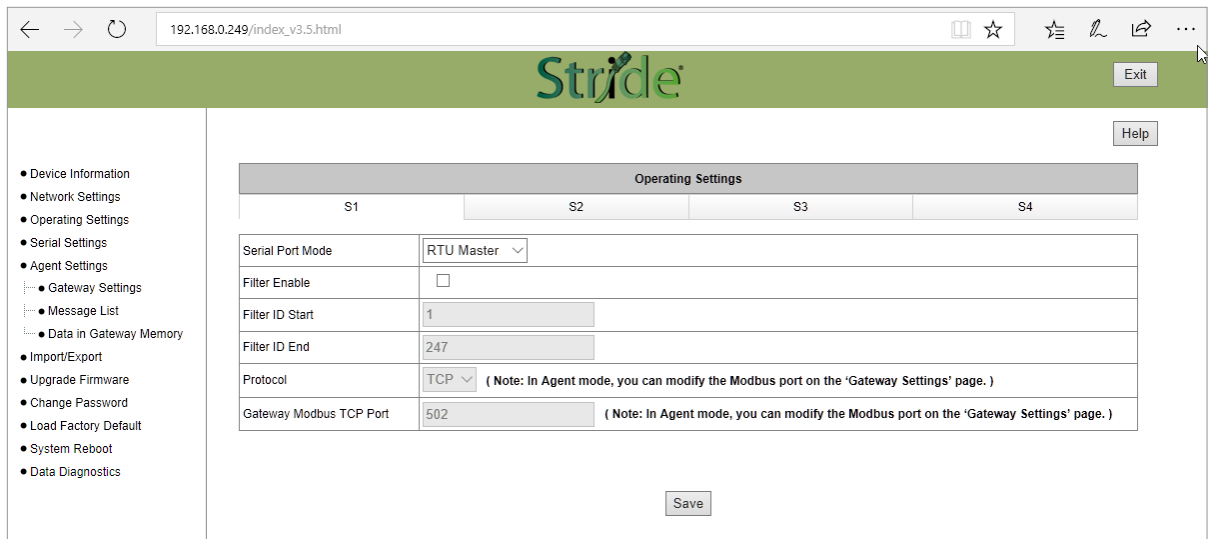 192.168.0.249/index_v3.5.html
Stride
Exit
Help
Device Information
Network Settings
Operating Settings
Serial Settings
Agent Settings
Gateway Settings
Message List
Data in Gateway Memory
Import/Export
Upgrade Firmware
Change Password
Load Factory Default
System Reboot
Data Diagnostics
Operating Settings
S1 S2 S3 S4
Serial Port Mode RTU Master
Filter Enable
Filter ID Start 1
Filter ID End 247
Protocol TCP ( Note: In Agent mode, you can modify the Modbus port on the ‘Gateway Settings’ page. )
Gateway Modbus TCP Port 502 ( Note: In Agent mode, you can modify the Modbus port on the ‘Gateway Settings’ page. )
Save